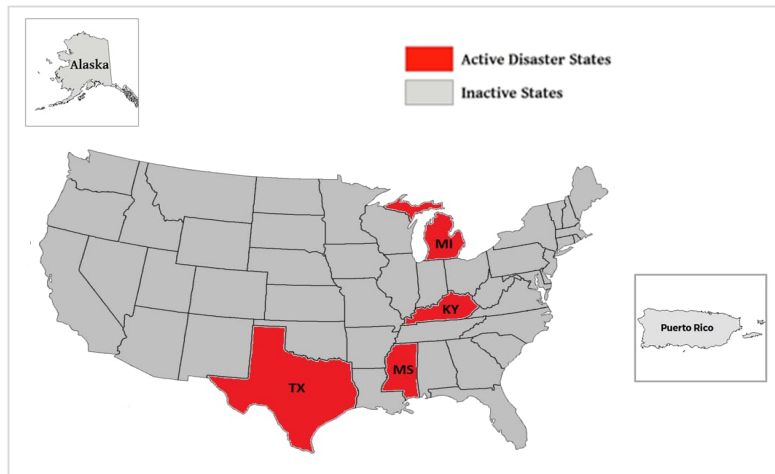 Alaska
Active Disaster States
Inactive States
MI
KY
Puerto Rico
MS
TX